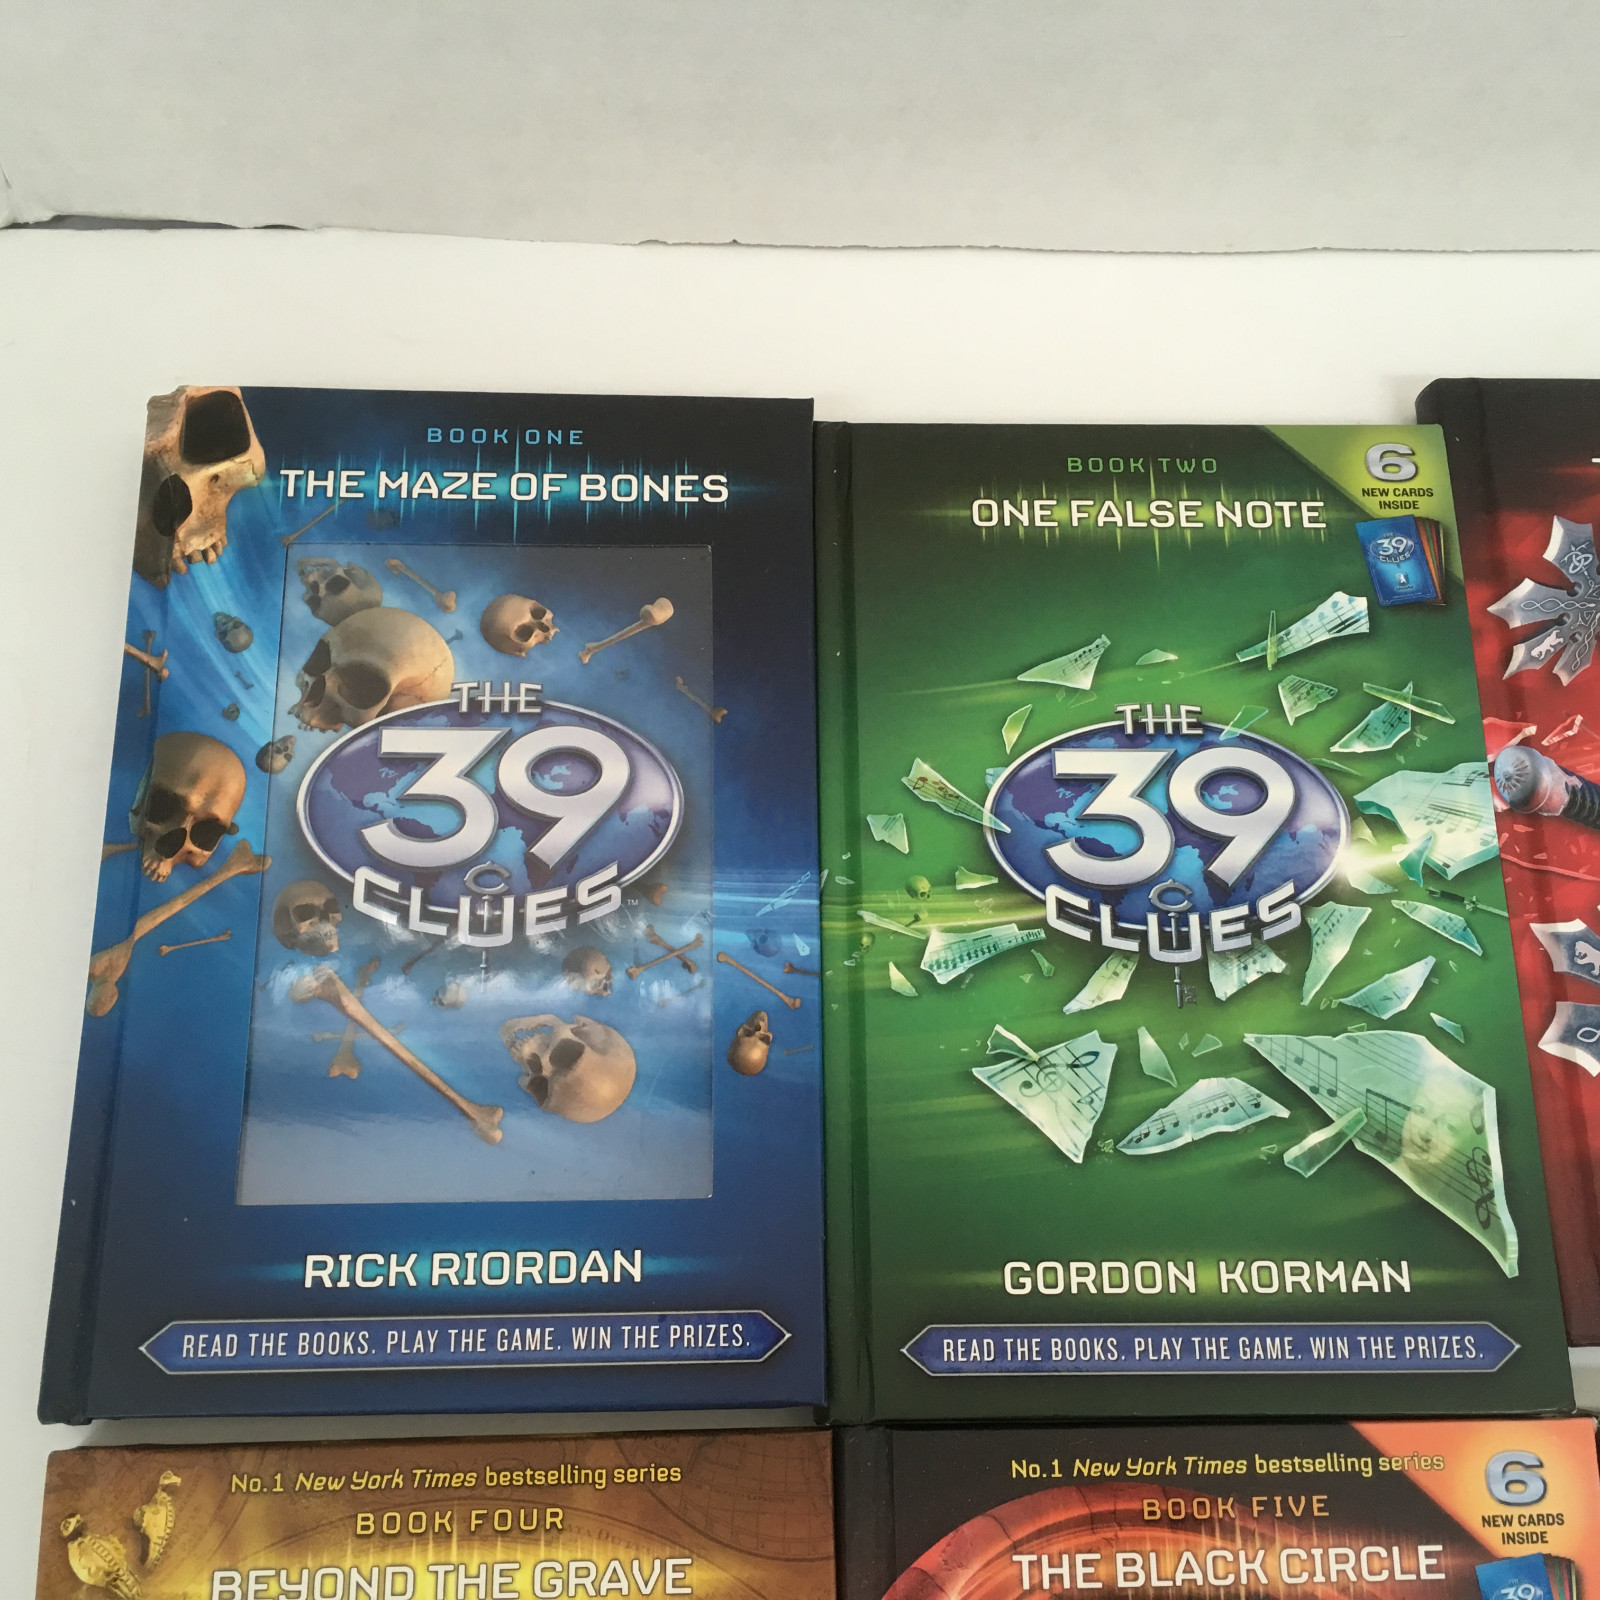 BOOK ONE
THE MAZE OF BONES
THE
39
CLUES™
RICK RIORDAN
READ THE BOOKS. PLAY THE GAME. WIN THE PRIZES.
BOOK TWO
ONE FALSE NOTE
6
NEW CARDS
INSIDE
39
CLUES
THE
39
CLUES
GORDON KORMAN
READ THE BOOKS. PLAY THE GAME. WIN THE PRIZES.
No.1 New York Times bestselling series
BOOK FOUR
BEYOND THE GRAVE
No.1 New York Times bestselling series
BOOK FIVE
THE BLACK CIRCLE
6
NEW CARDS
INSIDE
39